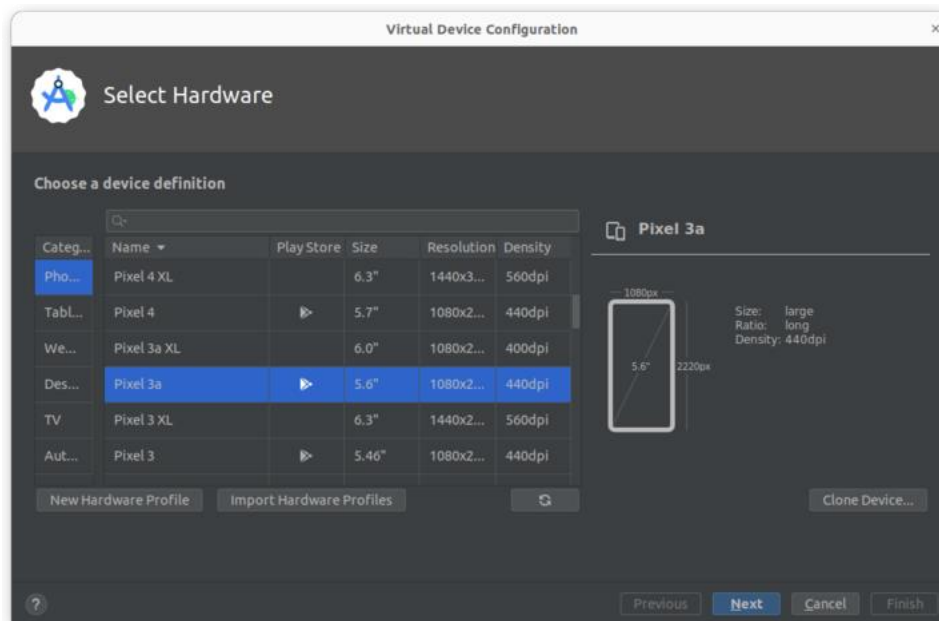 Virtual Device Configuration
Select Hardware
Choose a device definition
Categ... Name Play Store Size Resolution Density
Pho... Pixel 4 XL 6.3" 1440x3... 560dpi
Tabl... Pixel 4 5.7" 1080x2... 440dpi
We... Pixel 3a XL 6.0" 1080x2... 400dpi
Des... Pixel 3a 5.6" 1080x2... 440dpi
TV Pixel 3 XL 6.3" 1440x2... 560dpi
Aut... Pixel 3 5.46" 1080x2... 440dpi
New Hardware Profile Import Hardware Profiles
Pixel 3a
1080px
5.6" 2220px
Size: large
Ratio: long
Density: 440dpi
Clone Device...
? Previous Next Cancel Finish